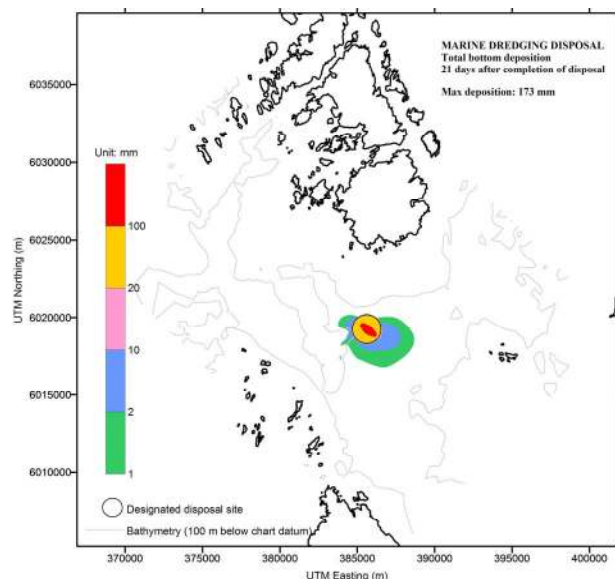 MARINE DREDGING DISPOSAL
Total bottom deposition
21 days after completion of disposal
Max deposition: 173 mm
6035000
6030000
6025000
6020000
6015000
6010000
UTM Northing (m)
Unit: mm
100
20
10
2
1
Designated disposal site
Bathymetry (100 m below chart datum)
370000 375000 380000 385000 390000 395000 400000
UTM Easting (m)